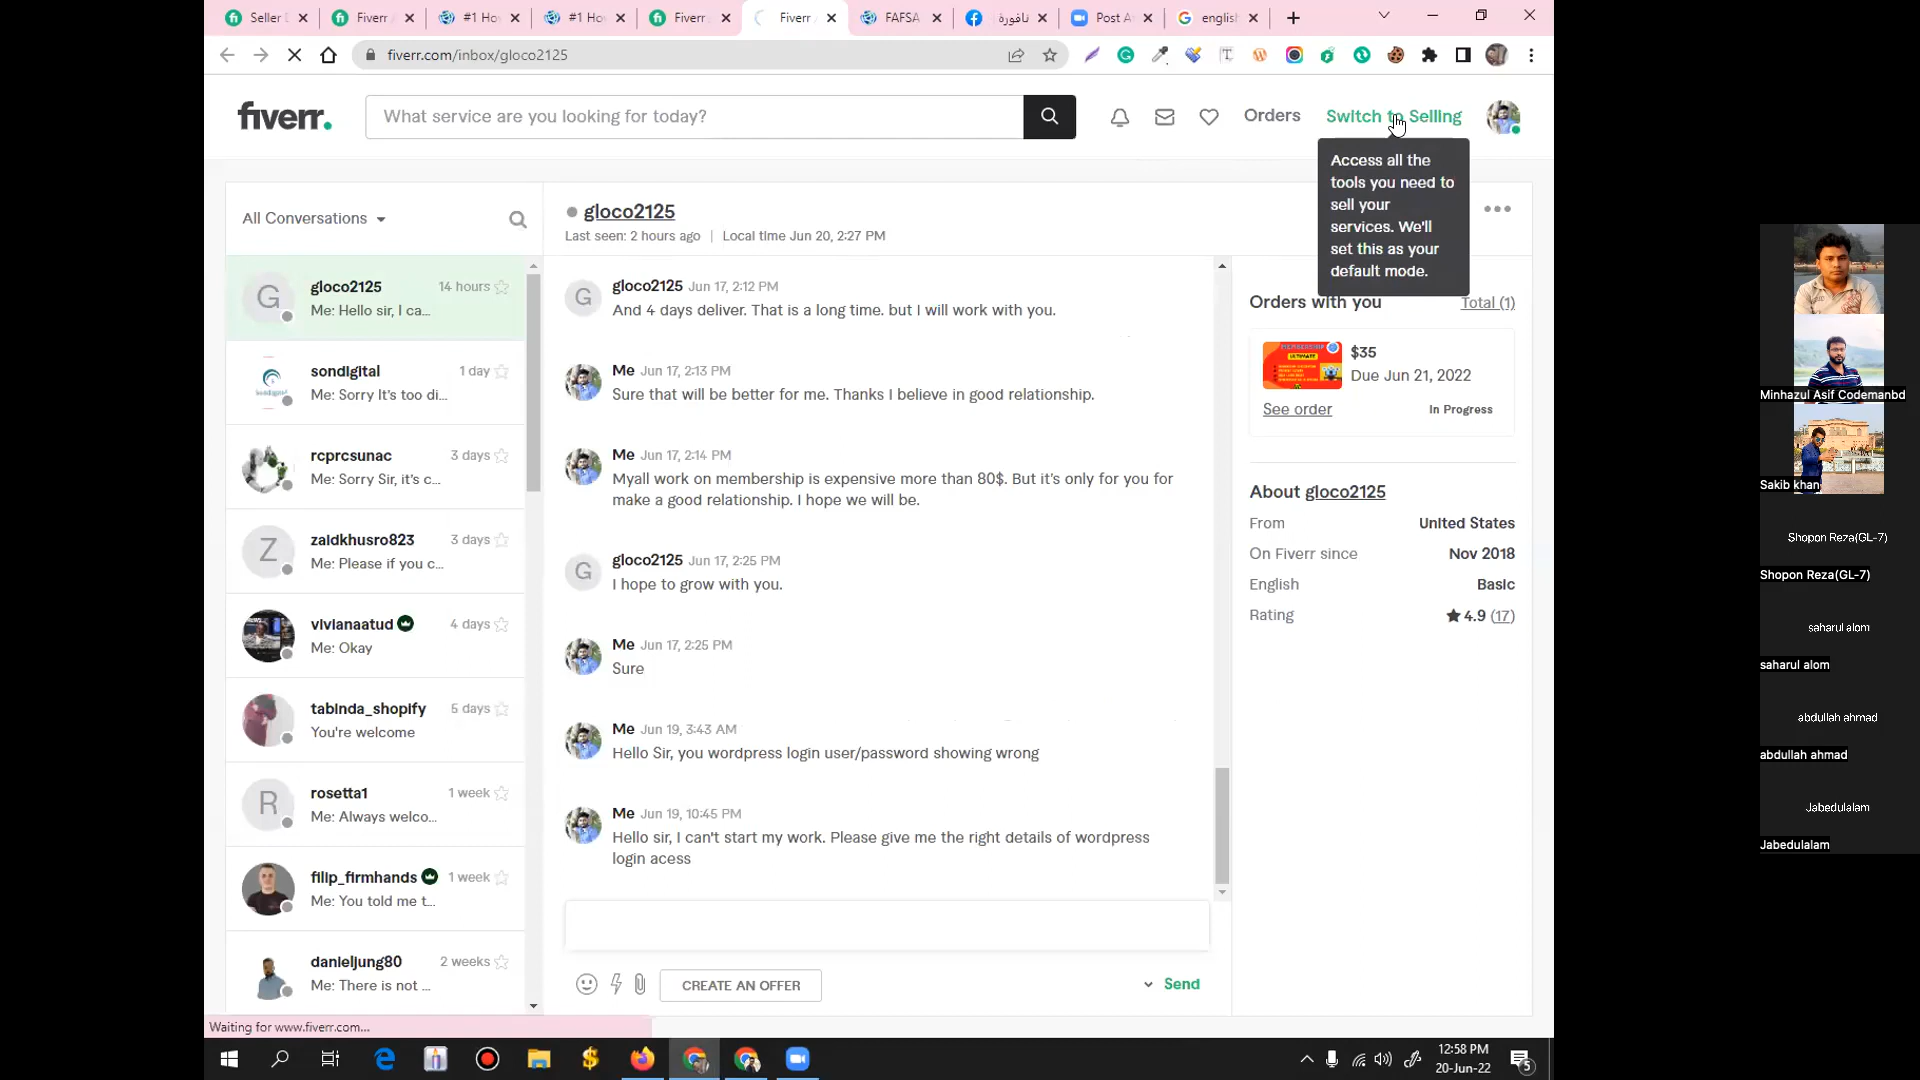 Seller
Fiverr
#1 Ho
#1 Ho
Fiverr
Fiverr
FAFSA
نافورة
Post A
english
fiverr.com/inbox/gloco2125
fiverr.
What service are you looking for today?
Orders
Switch to Selling
Access all the
tools you need to
sell your
services. We'll
set this as your
default mode.
All Conversations
gloco2125
14 hours
Me: Hello sir, I ca...
sondigital
1 day
Me: Sorry It's too di...
rcprcsunac
3 days
Me: Sorry Sir, it's c...
Z
zaidkhusro823
3 days
Me: Please if you c...
vivianaatud
4 days
Me: Okay
tabinda_shopify
5 days
You're welcome
R
rosetta1
1 week
Me: Always welco...
filip_firmhands
1 week
Me: You told me t...
danieljung80
2 weeks
Me: There is not ...
G
gloco2125
Last seen: 2 hours ago | Local time Jun 20, 2:27 PM
G
gloco2125 Jun 17, 2:12 PM
And 4 days deliver. That is a long time. but I will work with you.
Me Jun 17, 2:13 PM
Sure that will be better for me. Thanks I believe in good relationship.
Me Jun 17, 2:14 PM
Myall work on membership is expensive more than 80$. But it's only for you for
make a good relationship. I hope we will be.
G
gloco2125 Jun 17, 2:25 PM
I hope to grow with you.
Me Jun 17, 2:25 PM
Sure
Me Jun 19, 3:43 AM
Hello Sir, you wordpress login user/password showing wrong
Me Jun 19, 10:45 PM
Hello sir, I can't start my work. Please give me the right details of wordpress
login acess
CREATE AN OFFER
Send
Orders with you
Total (1)
MEMBERSHIP
ULTIMATE
$35
Due Jun 21, 2022
See order
In Progress
About gloco2125
From
United States
On Fiverr since
Nov 2018
English
Basic
Rating
4.9 (17)
Waiting for www.fiverr.com...
12:58 PM
20-Jun-22
5
Minhazul Asif Codemanbd
Sakib khan
Shopon Reza(GL-7)
Shopon Reza(GL-7)
saharul alom
saharul alom
abdullah ahmad
abdullah ahmad
Jabedulalam
Jabedulalam